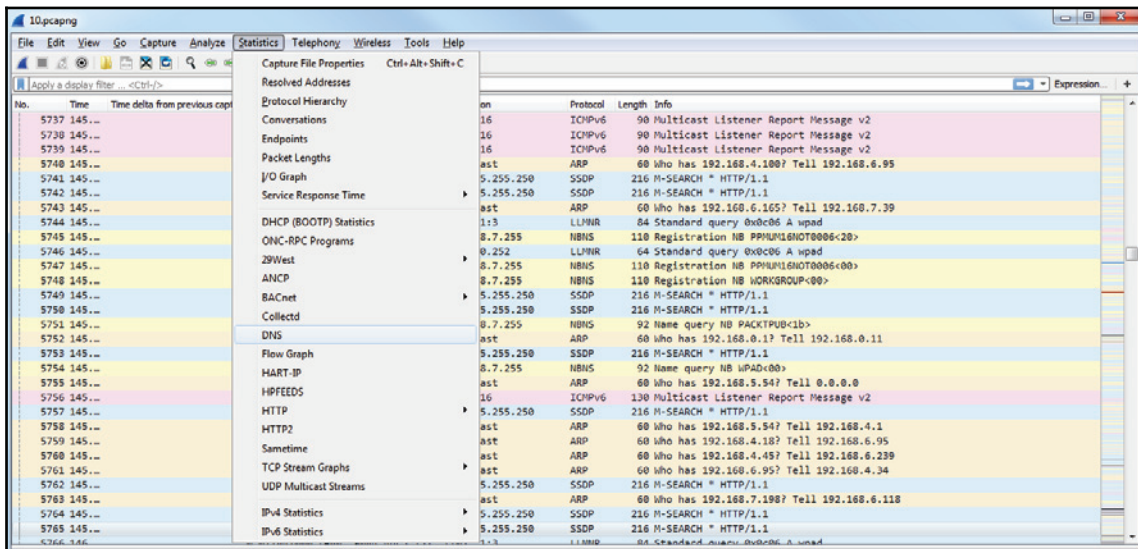 10.pcapng
File Edit View Go Capture Analyze Statistics Telephony Wireless Tools Help
Apply a display filter ... <Ctrl-/> Expression... +
Capture File Properties Ctrl+Alt+Shift+C
Resolved Addresses
Protocol Hierarchy
Conversations
Endpoints
Packet Lengths
I/O Graph
Service Response Time
DHCP (BOOTP) Statistics
ONC-RPC Programs
29West
ANCP
BACnet
Collectd
DNS
Flow Graph
HART-IP
HPFEEDS
HTTP
HTTP2
Sametime
TCP Stream Graphs
UDP Multicast Streams
IPv4 Statistics
IPv6 Statistics
No. Time Time delta from previous capt on Protocol Length Info
5737 145.… 16 ICMPv6 90 Multicast Listener Report Message v2
5738 145.… 16 ICMPv6 90 Multicast Listener Report Message v2
5739 145.… 16 ICMPv6 90 Multicast Listener Report Message v2
5740 145.… ast ARP 60 Who has 192.168.4.100? Tell 192.168.6.95
5741 145.… 5.255.250 SSDP 216 M-SEARCH * HTTP/1.1
5742 145.… 5.255.250 SSDP 216 M-SEARCH * HTTP/1.1
5743 145.… ast ARP 60 Who has 192.168.6.165? Tell 192.168.7.39
5744 145.… 1:3 LLMNR 84 Standard query 0x0c06 A wpad
5745 145.… 8.7.255 NBNS 110 Registration NB PPMUM16NOT0006<20>
5746 145.… 0.252 LLMNR 64 Standard query 0x0c06 A wpad
5747 145.… 8.7.255 NBNS 110 Registration NB PPMUM16NOT0006<00>
5748 145.… 8.7.255 NBNS 110 Registration NB WORKGROUP<00>
5749 145.… 5.255.250 SSDP 216 M-SEARCH * HTTP/1.1
5750 145.… 5.255.250 SSDP 216 M-SEARCH * HTTP/1.1
5751 145.… 8.7.255 NBNS 92 Name query NB PACKTPUB<1b>
5752 145.… ast ARP 60 Who has 192.168.0.1? Tell 192.168.0.11
5753 145.… 5.255.250 SSDP 216 M-SEARCH * HTTP/1.1
5754 145.… 8.7.255 NBNS 92 Name query NB WPAD<00>
5755 145.… ast ARP 60 Who has 192.168.5.54? Tell 0.0.0.0
5756 145.… 16 ICMPv6 130 Multicast Listener Report Message v2
5757 145.… 5.255.250 SSDP 216 M-SEARCH * HTTP/1.1
5758 145.… ast ARP 60 Who has 192.168.5.54? Tell 192.168.4.1
5759 145.… ast ARP 60 Who has 192.168.4.18? Tell 192.168.6.95
5760 145.… ast ARP 60 Who has 192.168.4.45? Tell 192.168.6.239
5761 145.… ast ARP 60 Who has 192.168.6.95? Tell 192.168.4.34
5762 145.… 5.255.250 SSDP 216 M-SEARCH * HTTP/1.1
5763 145.… ast ARP 60 Who has 192.168.7.198? Tell 192.168.6.118
5764 145.… 5.255.250 SSDP 216 M-SEARCH * HTTP/1.1
5765 145.… 5.255.250 SSDP 216 M-SEARCH * HTTP/1.1
5766 146 1:3 LLMNR 84 Standard query 0x0c06 A wpad